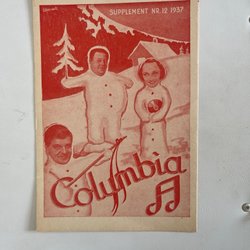 SUPPLEMENT NR. 12 1937
Columbia